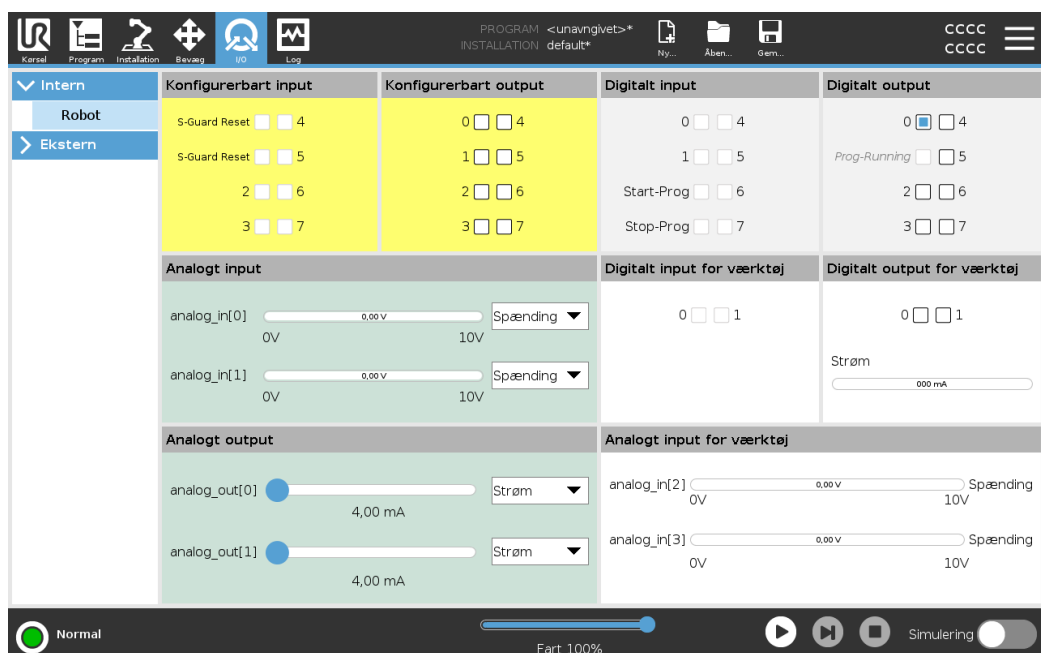 PROGRAM <unavngivet>*
INSTALLATION default*
UR
Kørsel
Program
Installation
Bevæg
I/O
Log
Ny...
Åben...
Gem...
CCCC
CCCC
Intern
Robot
Ekstern
Konfigurerbart input
S-Guard Reset 4
S-Guard Reset 5
2 6
3 7
Konfigurerbart output
0 4
1 5
2 6
3 7
Digitalt input
0 4
1 5
Start-Prog 6
Stop-Prog 7
Digitalt output
0 4
Prog-Running 5
2 6
3 7
Analogt input
analog_in[0] 0,00 V Spænding
0V 10V
analog_in[1] 0,00 V Spænding
0V 10V
Digitalt input for værktøj
0 1
Digitalt output for værktøj
0 1
Strøm
000 mA
Analogt output
analog_out[0] Strøm
4,00 mA
analog_out[1] Strøm
4,00 mA
Analogt input for værktøj
analog_in[2] 0,00 V Spænding
0V 10V
analog_in[3] 0,00 V Spænding
0V 10V
Normal
Fart 100%
Simulering